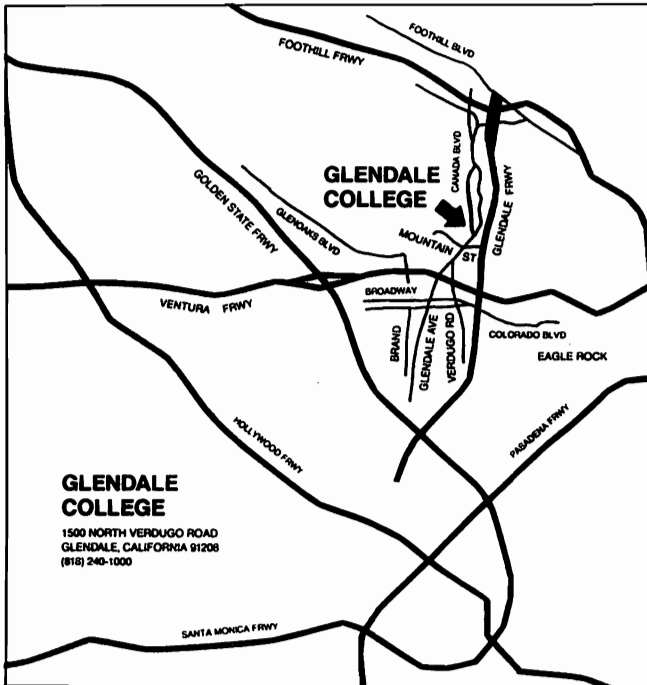 FOOTHILL BLVD
FOOTHILL FRWY
CANADA BLVD
GLENDALE
COLLEGE
GLENDALE FRWY
GOLDEN STATE FRWY
GLENOAKS BLVD
MOUNTAIN
ST
BROADWAY
VENTURA FRWY
BRAND
GLENDALE AVE
VERDUGO RD
COLORADO BLVD
EAGLE ROCK
HOLLYWOOD FRWY
PASADENA FRWY
GLENDALE
COLLEGE
1500 NORTH VERDUGO ROAD
GLENDALE, CALIFORNIA 91208
(818) 240-1000
SANTA MONICA FRWY